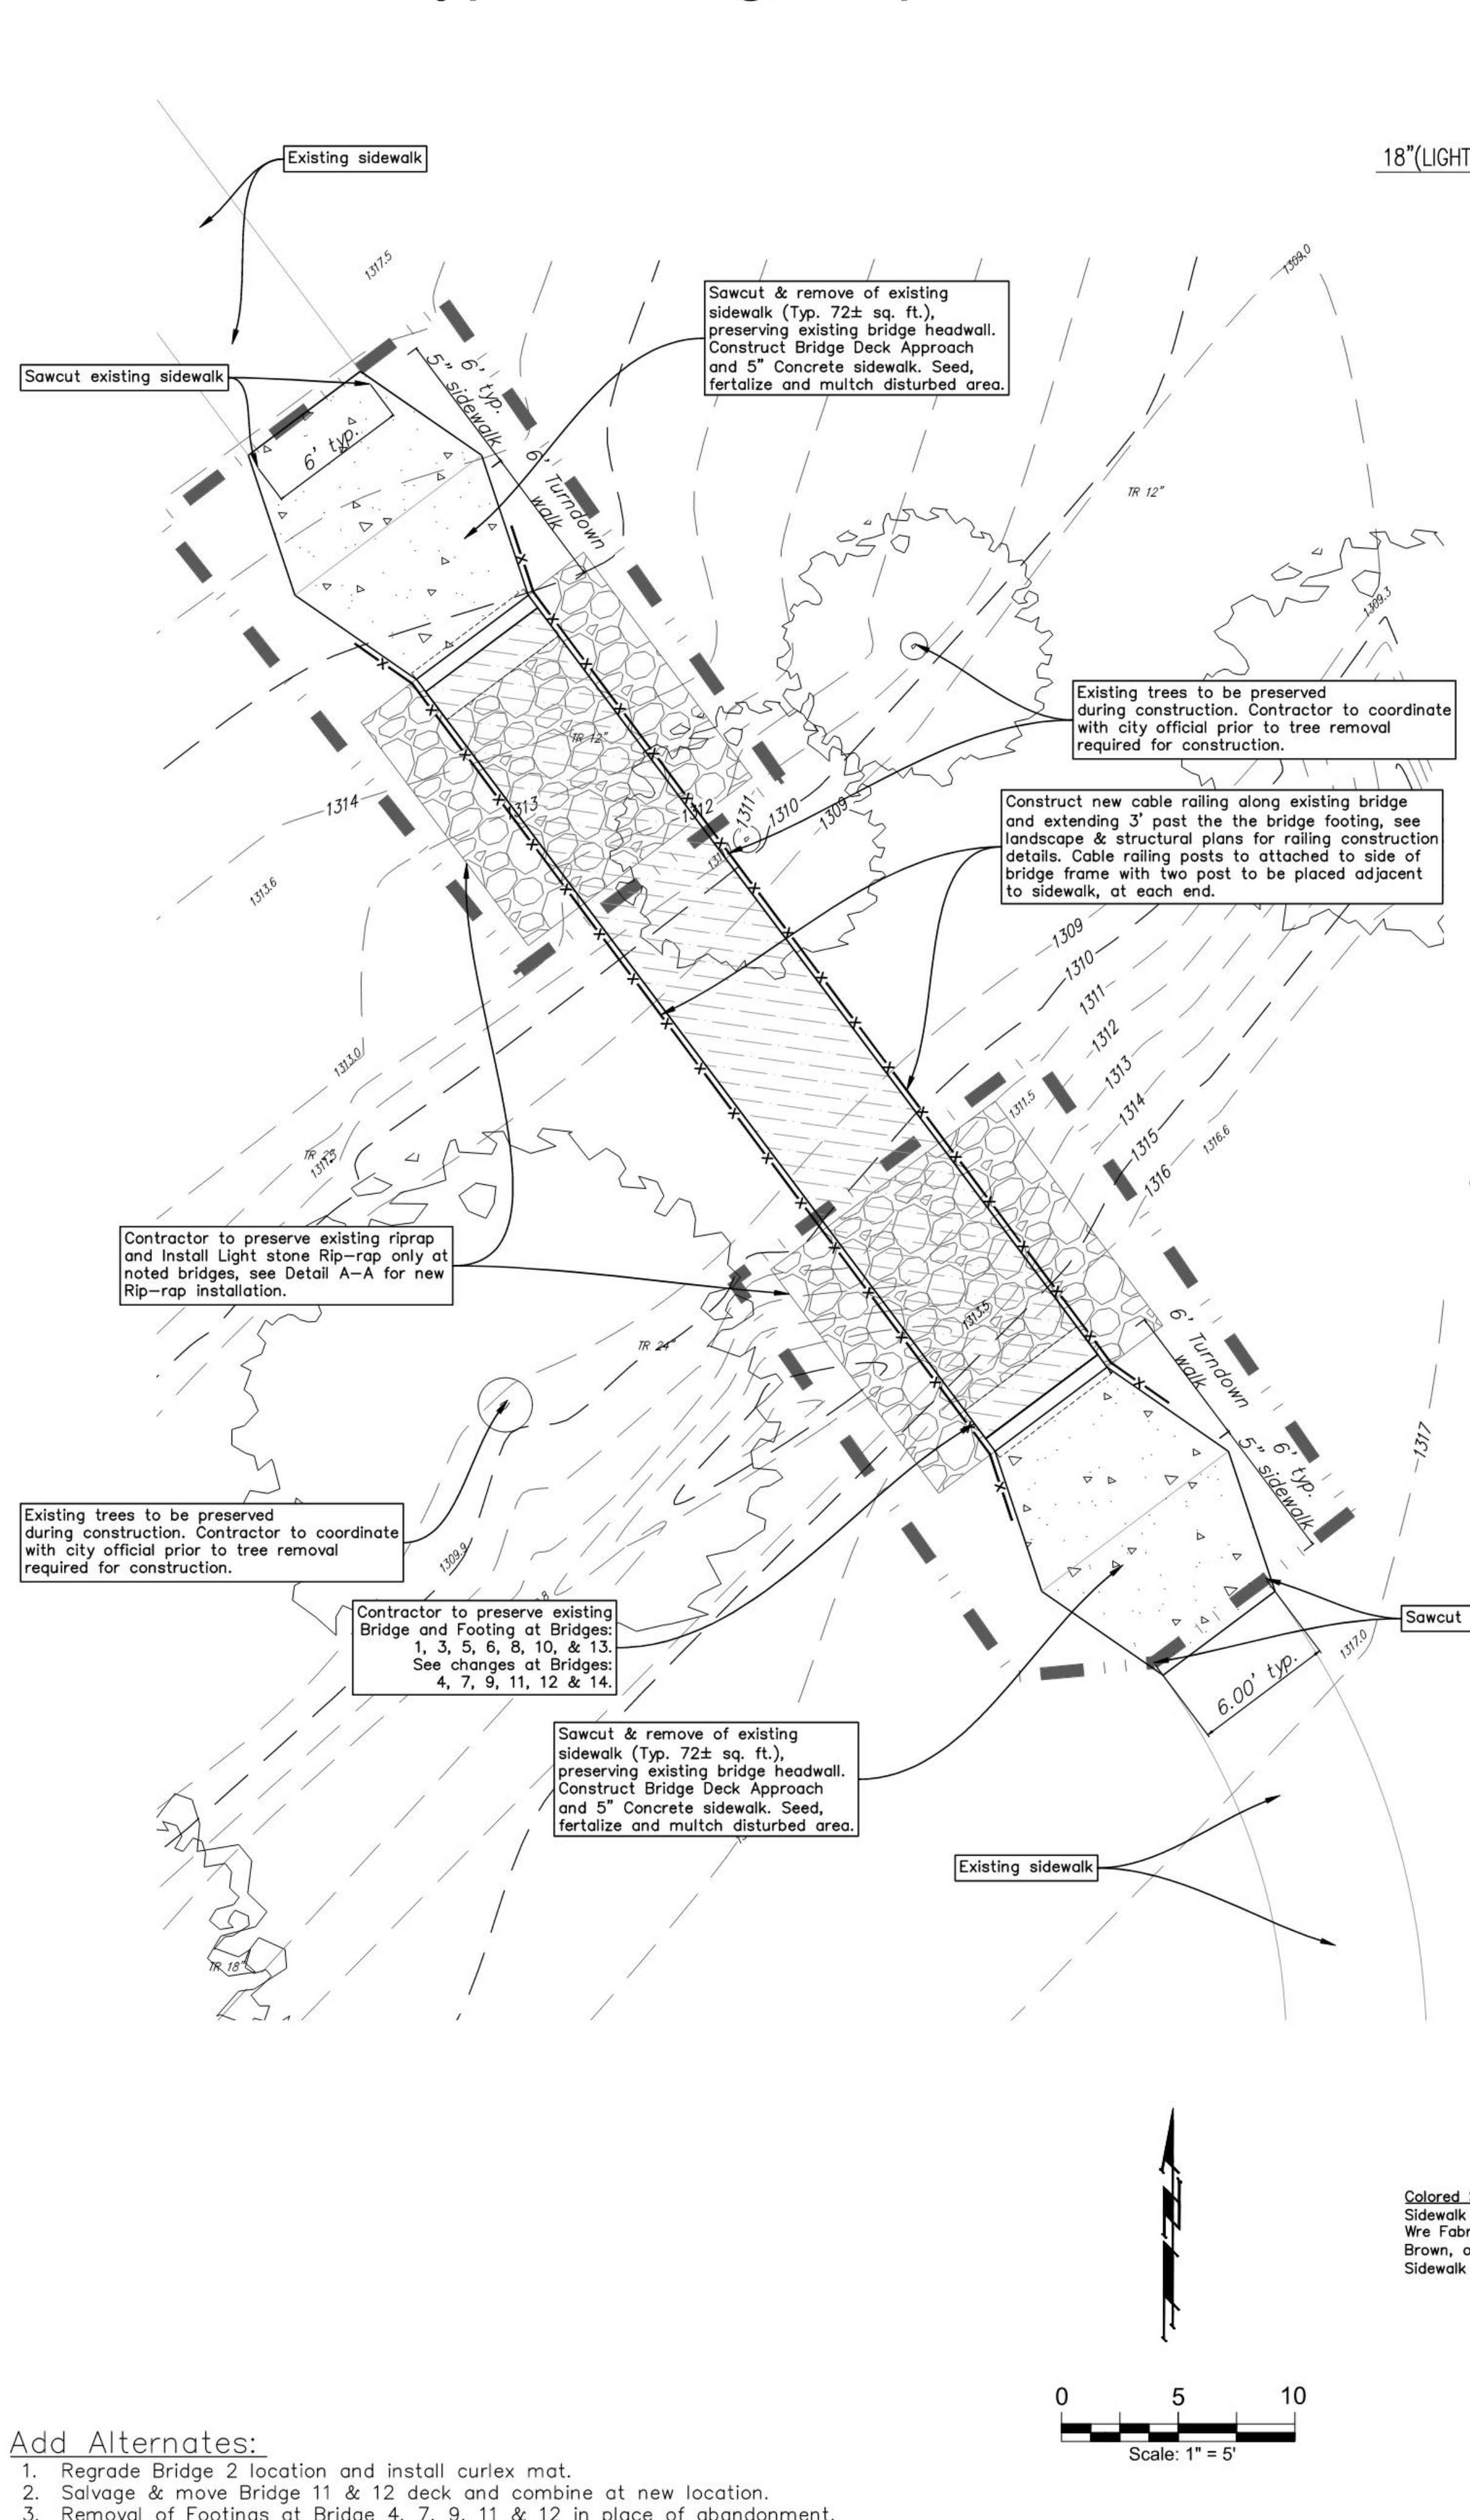 18"(LIGHT
Existing sidewalk
1317.5
1309.0
Sawcut & remove of existing
sidewalk (Typ. 72± sq. ft.),
preserving existing bridge headwall.
Construct Bridge Deck Approach
and 5" Concrete sidewalk. Seed,
fertalize and multch disturbed area.
Sawcut existing sidewalk
6' typ.
5" sidewalk
6' typ.
6' Turndown
walk
TR 12"
1309.3
Existing trees to be preserved
during construction. Contractor to coordinate
with city official prior to tree removal
required for construction.
TR 12"
1314
1313
1312
1311
1310
1309
Construct new cable railing along existing bridge
and extending 3' past the the bridge footing, see
landscape & structural plans for railing construction
details. Cable railing posts to attached to side of
bridge frame with two post to be placed adjacent
to sidewalk, at each end.
1313.6
1309
1310
1311
1312
1313
1314
1315
1316
1313.0
1311.5
1316.6
TR 25
Contractor to preserve existing riprap
and Install Light stone Rip-rap only at
noted bridges, see Detail A-A for new
Rip-rap installation.
1313.5
TR 24"
6' Turndown
walk
6' typ.
5" sidewalk
1317
Existing trees to be preserved
during construction. Contractor to coordinate
with city official prior to tree removal
required for construction.
1309.9
Contractor to preserve existing
Bridge and Footing at Bridges:
1, 3, 5, 6, 8, 10, & 13.
See changes at Bridges:
4, 7, 9, 11, 12 & 14.
Sawcut
1317.0
6.00' typ.
Sawcut & remove of existing
sidewalk (Typ. 72± sq. ft.),
preserving existing bridge headwall.
Construct Bridge Deck Approach
and 5" Concrete sidewalk. Seed,
fertalize and multch disturbed area.
Existing sidewalk
TR 18"
N
Colored
Sidewalk
Wre Fabr
Brown, o
Sidewalk
0 5 10
Scale: 1" = 5'
Add Alternates:
1. Regrade Bridge 2 location and install curlex mat.
2. Salvage & move Bridge 11 & 12 deck and combine at new location.
3. Removal of Footings at Bridge 4, 7, 9, 11 & 12 in place of abandonment.